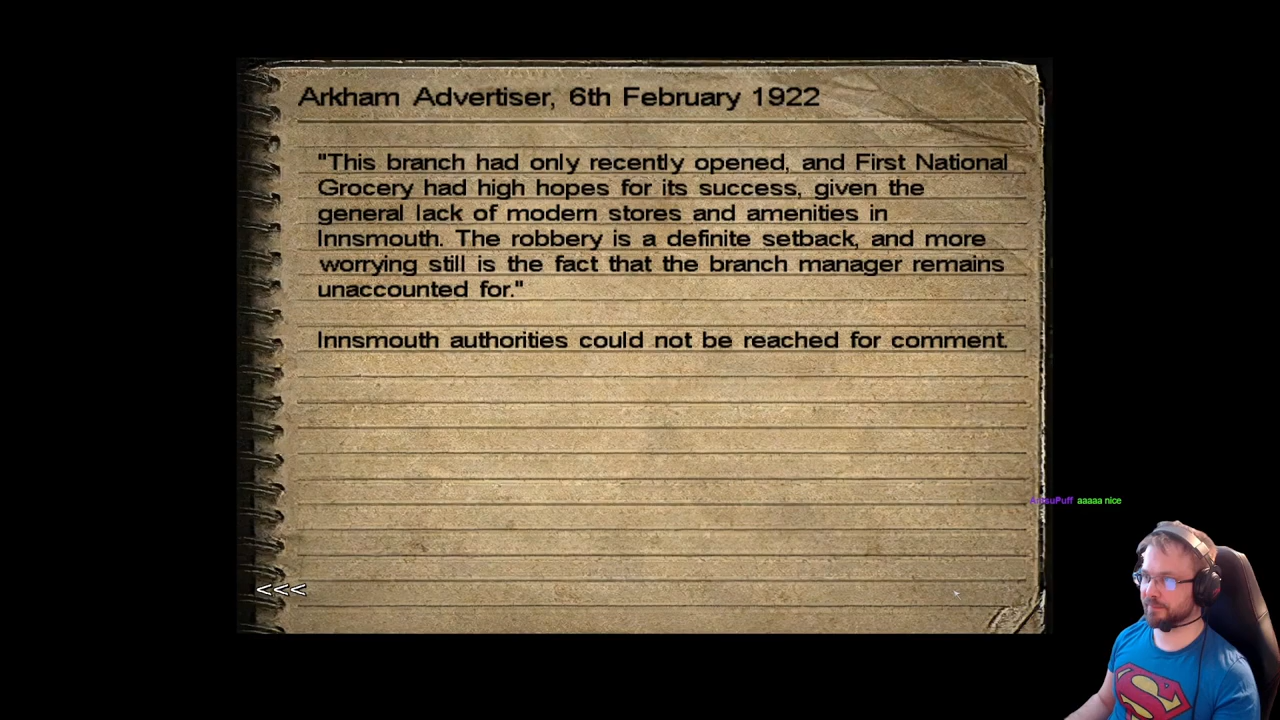 Arkham Advertiser, 6th February 1922
"This branch had only recently opened, and First National
Grocery had high hopes for its success, given the
general lack of modern stores and amenities in
Innsmouth. The robbery is a definite setback, and more
worrying still is the fact that the branch manager remains
unaccounted for."
Innsmouth authorities could not be reached for comment.
<<<
aaaaa nice